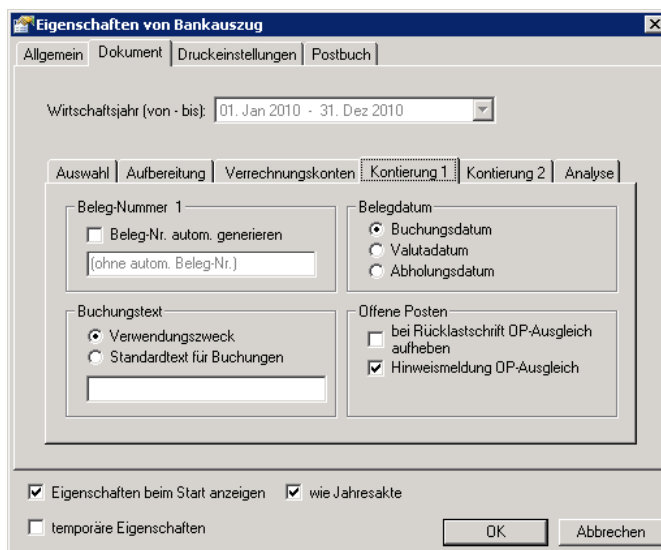 Eigenschaften von Bankauszug
Allgemein Dokument Druckeinstellungen Postbuch
Wirtschaftsjahr (von - bis): 01. Jan 2010 - 31. Dez 2010
Auswahl Aufbereitung Verrechnungskonten Kontierung 1 Kontierung 2 Analyse
Beleg-Nummer 1
Beleg-Nr. autom. generieren
(ohne autom. Beleg-Nr.)
Belegdatum
Buchungsdatum
Valutadatum
Abholungsdatum
Buchungstext
Verwendungszweck
Standardtext für Buchungen
Offene Posten
bei Rücklastschrift OP-Ausgleich
aufheben
Hinweismeldung OP-Ausgleich
Eigenschaften beim Start anzeigen wie Jahresakte
temporäre Eigenschaften OK Abbrechen